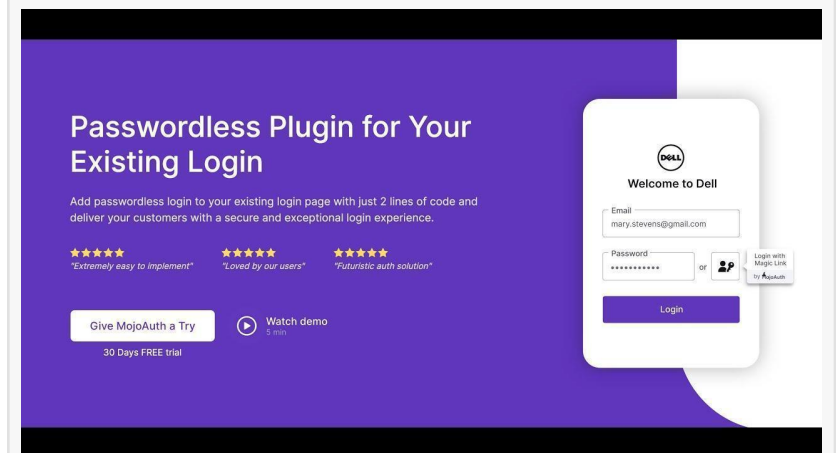 Passwordless Plugin for Your
Existing Login
Add passwordless login to your existing login page with just 2 lines of code and
deliver your customers with a secure and exceptional login experience.
"Extremely easy to implement"
"Loved by our users"
"Futuristic auth solution"
Give MojoAuth a Try
30 Days FREE trial
Watch demo
5 min
DELL
Welcome to Dell
Email
mary.stevens@gmail.com
Password
or
Login with
Magic Link
by MojoAuth
Login